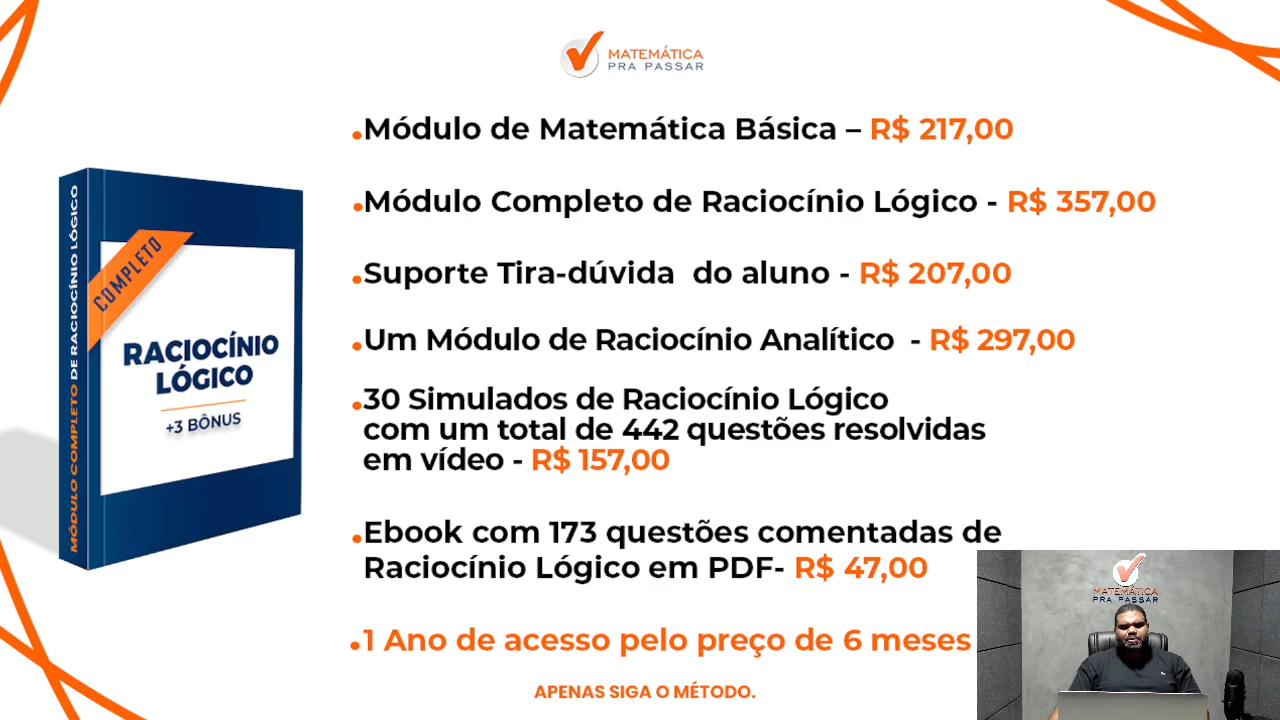 MATEMÁTICA
PRA PASSAR
.Módulo de Matemática Básica – R$ 217,00
.Módulo Completo de Raciocínio Lógico - R$ 357,00
.Suporte Tira-dúvida  do aluno - R$ 207,00
.Um Módulo de Raciocínio Analítico  - R$ 297,00
.30 Simulados de Raciocínio Lógico
com um total de 442 questões resolvidas
em vídeo - R$ 157,00
.Ebook com 173 questões comentadas de
Raciocínio Lógico em PDF- R$ 47,00
.1 Ano de acesso pelo preço de 6 meses
APENAS SIGA O MÉTODO.
MÓDULO COMPLETO DE RACIOCÍNIO LÓGICO
COMPLETO
RACIOCÍNIO
LÓGICO
+3 BÔNUS
MATEMÁTICA
PRA PASSAR